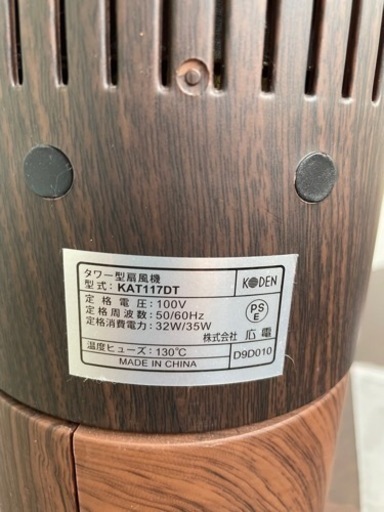 タワー型扇風機
型式：KAT117DT
KODEN
定格電圧：100V
定格周波数：50/60Hz
定格消費電力：32W/35W
PS
E
株式会社 広電
温度ヒューズ：130℃
D9D010
MADE IN CHINA